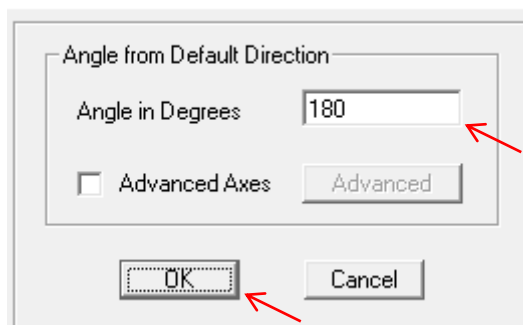 Angle from Default Direction
Angle in Degrees 180
Advanced Axes Advanced
OK Cancel